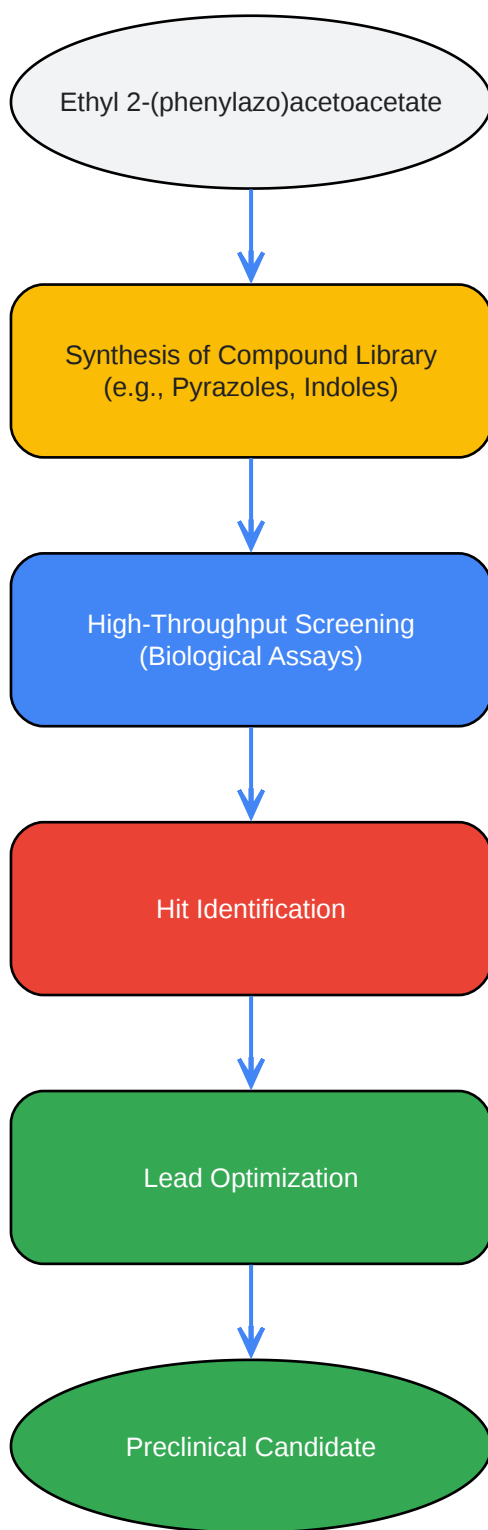 Ethyl 2-(phenylazo)acetoacetate
Synthesis of Compound Library
(e.g., Pyrazoles, Indoles)
High-Throughput Screening
(Biological Assays)
Hit Identification
Lead Optimization
Preclinical Candidate